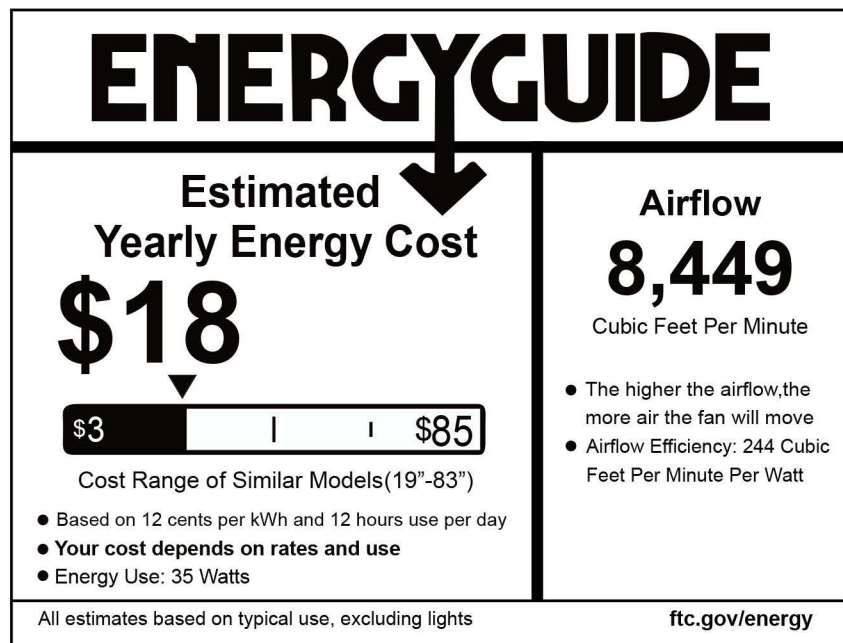 ENERGYGUIDE
Estimated
Yearly Energy Cost
$18
$3 $85
Cost Range of Similar Models(19”-83”)
● Based on 12 cents per kWh and 12 hours use per day
● Your cost depends on rates and use
● Energy Use: 35 Watts
Airflow
8,449
Cubic Feet Per Minute
● The higher the airflow,the
more air the fan will move
● Airflow Efficiency: 244 Cubic
Feet Per Minute Per Watt
All estimates based on typical use, excluding lights
ftc.gov/energy